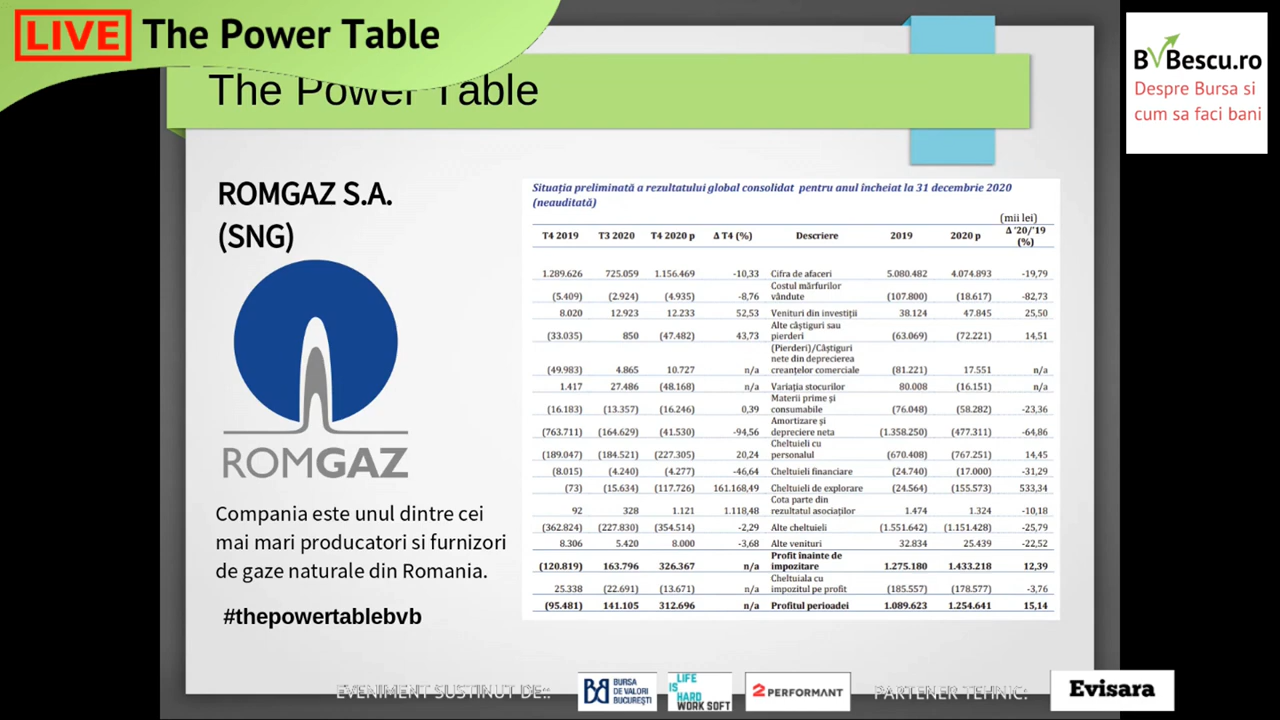 LIVE The Power Table
The Power Table
BVBescu.ro
Despre Bursa si
cum sa faci bani
ROMGAZ S.A.
(SNG)
ROMGAZ
Compania este unul dintre cei
mai mari producatori si furnizori
de gaze naturale din Romania.
#thepowertablebvb
Situația preliminară a rezultatului global consolidat pentru anul încheiat la 31 decembrie 2020
(neauditată)
(mii lei)
T4 2019 T3 2020 T4 2020 p Δ T4 (%) Descriere 2019 2020 p Δ '20/'19
(%)
1.289.626 725.059 1.156.469 -10,33 Cifra de afaceri 5.080.482 4.074.893 -19,79
Costul mărfurilor
(5.409) (2.924) (4.935) -8,76 vândute (107.800) (18.617) -82,73
8.020 12.923 12.233 52,53 Venituri din investiții 38.124 47.845 25,50
Alte câștiguri sau
(33.035) 850 (47.482) 43,73 pierderi (63.069) (72.221) 14,51
(Pierderi)/Câștiguri
nete din deprecierea
(49.983) 4.865 10.727 n/a creanțelor comerciale (81.221) 17.551 n/a
1.417 27.486 (48.168) n/a Variația stocurilor 80.008 (16.151) n/a
Materii prime și
(16.183) (13.357) (16.246) 0,39 consumabile (76.048) (58.282) -23,36
Amortizare și
(763.711) (164.629) (41.530) -94,56 depreciere neta (1.358.250) (477.311) -64,86
Cheltuieli cu
(189.047) (184.521) (227.305) 20,24 personalul (670.408) (767.251) 14,45
(8.015) (4.240) (4.277) -46,64 Cheltuieli financiare (24.740) (17.000) -31,29
(73) (15.634) (117.726) 161.168,49 Cheltuieli de explorare (24.564) (155.573) 533,34
Cota parte din
92 328 1.121 1.118,48 rezultatul asociaților 1.474 1.324 -10,18
(362.824) (227.830) (354.514) -2,29 Alte cheltuieli (1.551.642) (1.151.428) -25,79
8.306 5.420 8.000 -3,68 Alte venituri 32.834 25.439 -22,52
Profit înainte de
(120.819) 163.796 326.367 n/a impozitare 1.275.180 1.433.218 12,39
Cheltuiala cu
25.338 (22.691) (13.671) n/a impozitul pe profit (185.557) (178.577) -3,76
(95.481) 141.105 312.696 n/a Profitul perioadei 1.089.623 1.254.641 15,14
EVENIMENT SUSTINUT DE::
BURSA
DE VALORI
BUCUREȘTI
LIFE
IS
HARD
WORK SOFT
2PERFORMANT
PARTENER TEHNIC:
Evisara